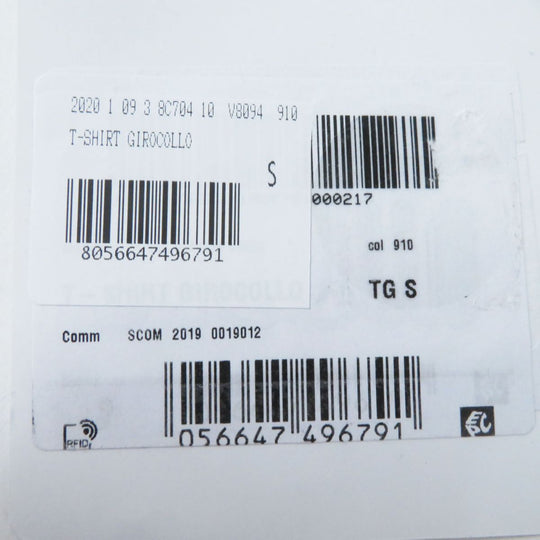 2020 1 09 3 8C704 10 V8094 910
T-SHIRT GIROCOLLO
S
8056647496791
000217
col 910
TG S
Comm SCOM 2019 0019012
056647 496791
RFID